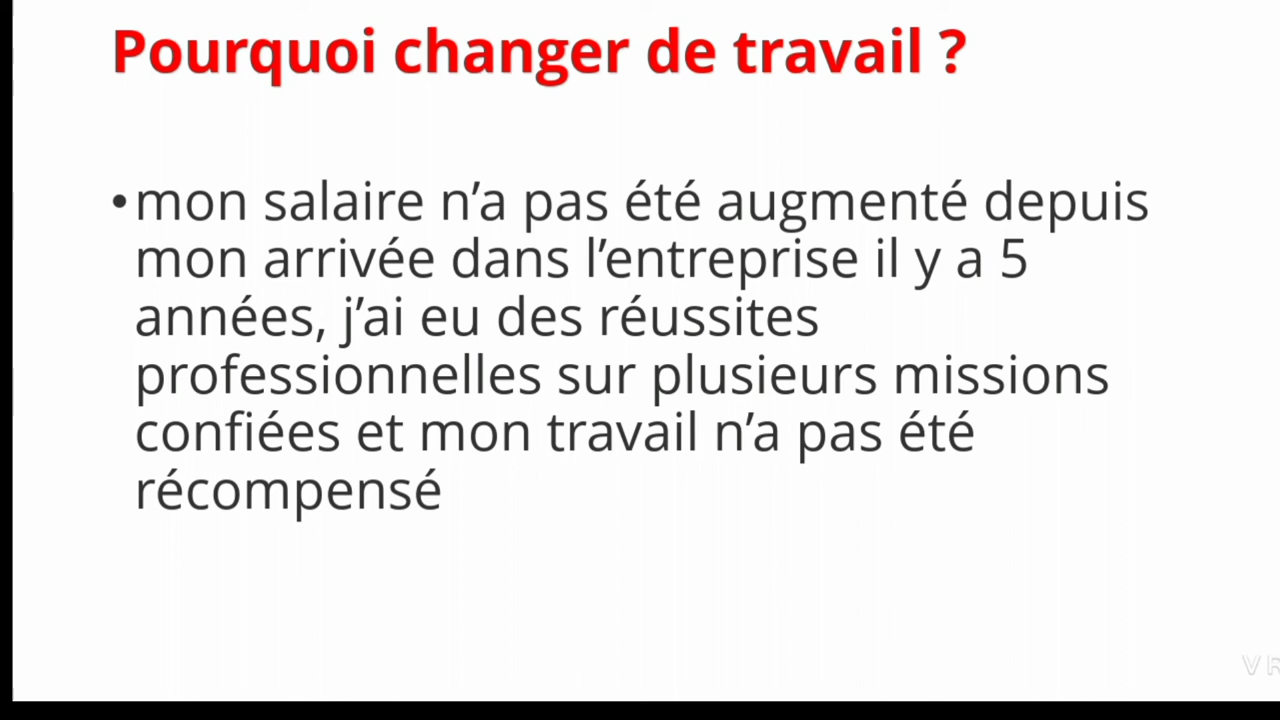 Pourquoi changer de travail ?
•mon salaire n’a pas été augmenté depuis
mon arrivée dans l’entreprise il y a 5
années, j’ai eu des réussites
professionnelles sur plusieurs missions
confiées et mon travail n’a pas été
récompensé
VR